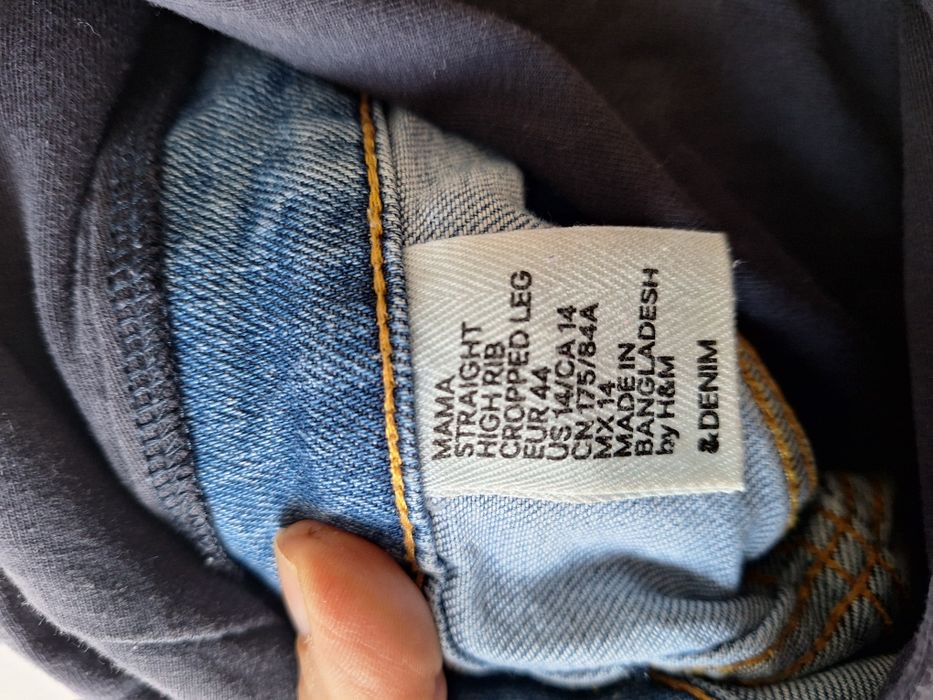 MAMA
STRAIGHT
HIGH RIB
CROPPED LEG
EUR 44
US 14/CA 14
CN 175/84A
MX 14
MADE IN
BANGLADESH
by H&M
&DENIM